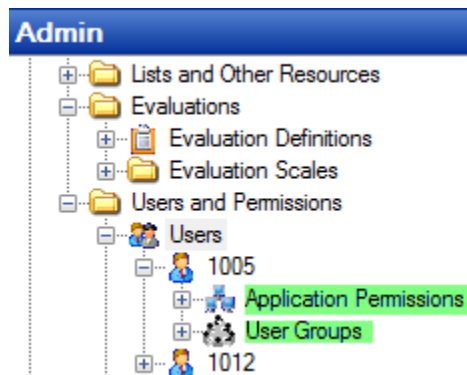 Admin
Lists and Other Resources
Evaluations
Evaluation Definitions
Evaluation Scales
Users and Permissions
Users
1005
Application Permissions
User Groups
1012